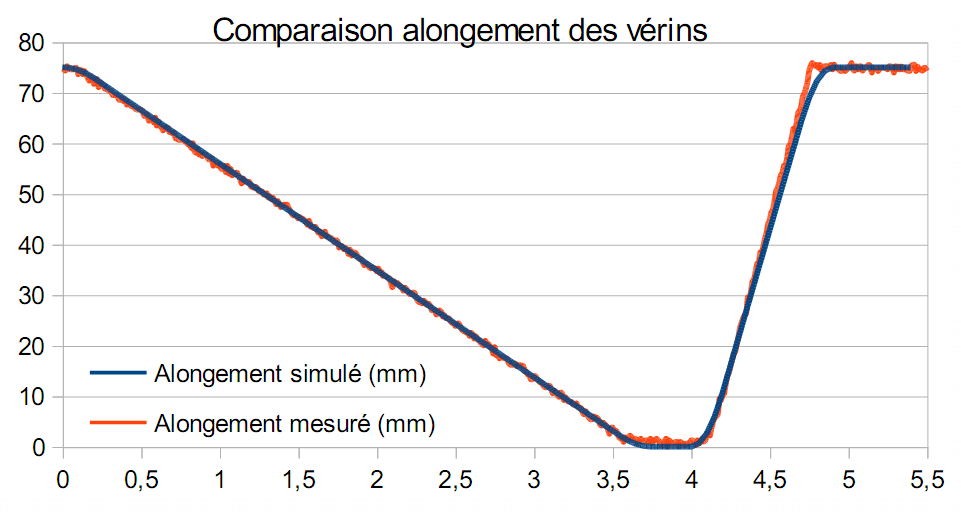 Comparaison alongement des vérins
80
70
60
50
40
30
20
10
0
Alongement simulé (mm)
Alongement mesuré (mm)
0 0,5 1 1,5 2 2,5 3 3,5 4 4,5 5 5,5